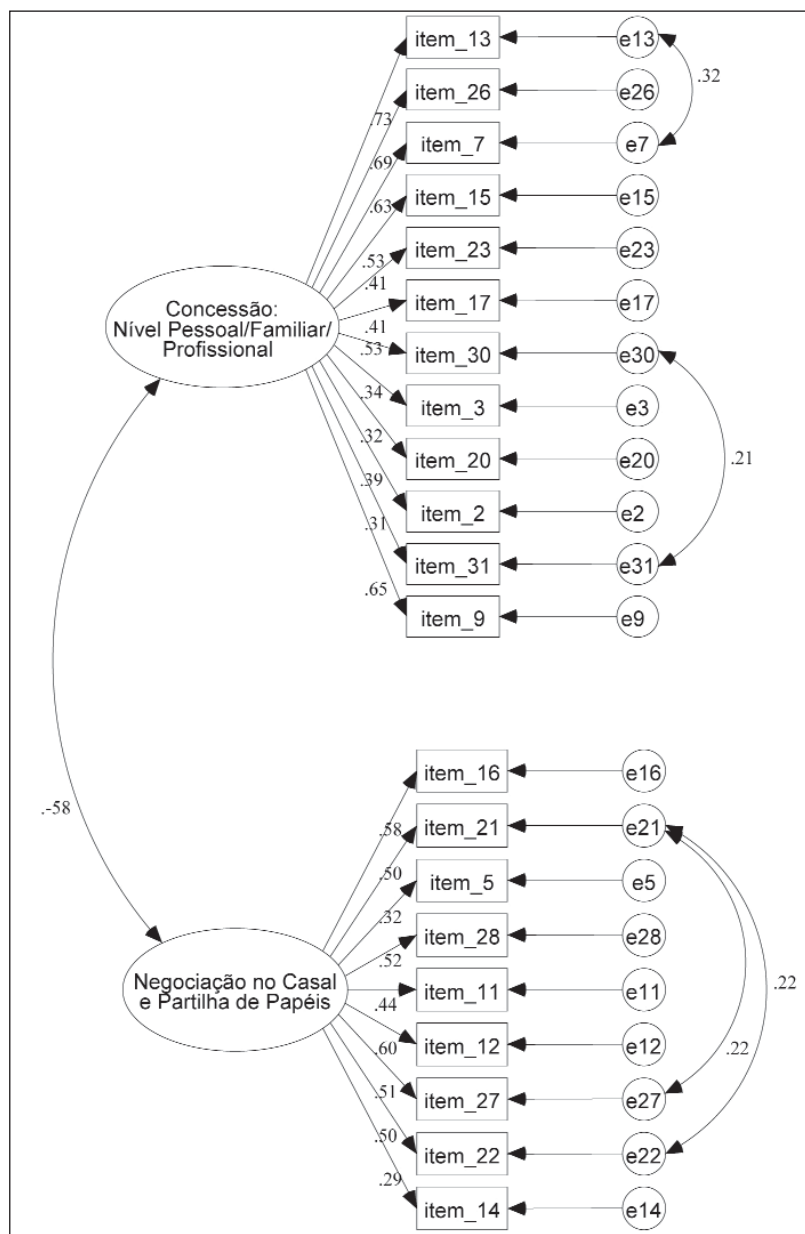 item_13 e13
.32
item_26 e26
.73
item_7 e7
.69
item_15 e15
.63
item_23 e23
.53
.41
item_17 e17
Concessão:
Nível Pessoal/Familiar/
Profissional
.41
item_30 e30
.53
.34
item_3 e3
.32
item_20 e20
.21
.39
item_2 e2
.31
item_31 e31
.65
item_9 e9
item_16 e16
.-58
.58
item_21 e21
.50
item_5 e5
.32
item_28 e28
.52
Negociação no Casal
e Partilha de Papéis
item_11 e11
.22
.44
item_12 e12
.60
.22
item_27 e27
.51
.50
item_22 e22
.29
item_14 e14